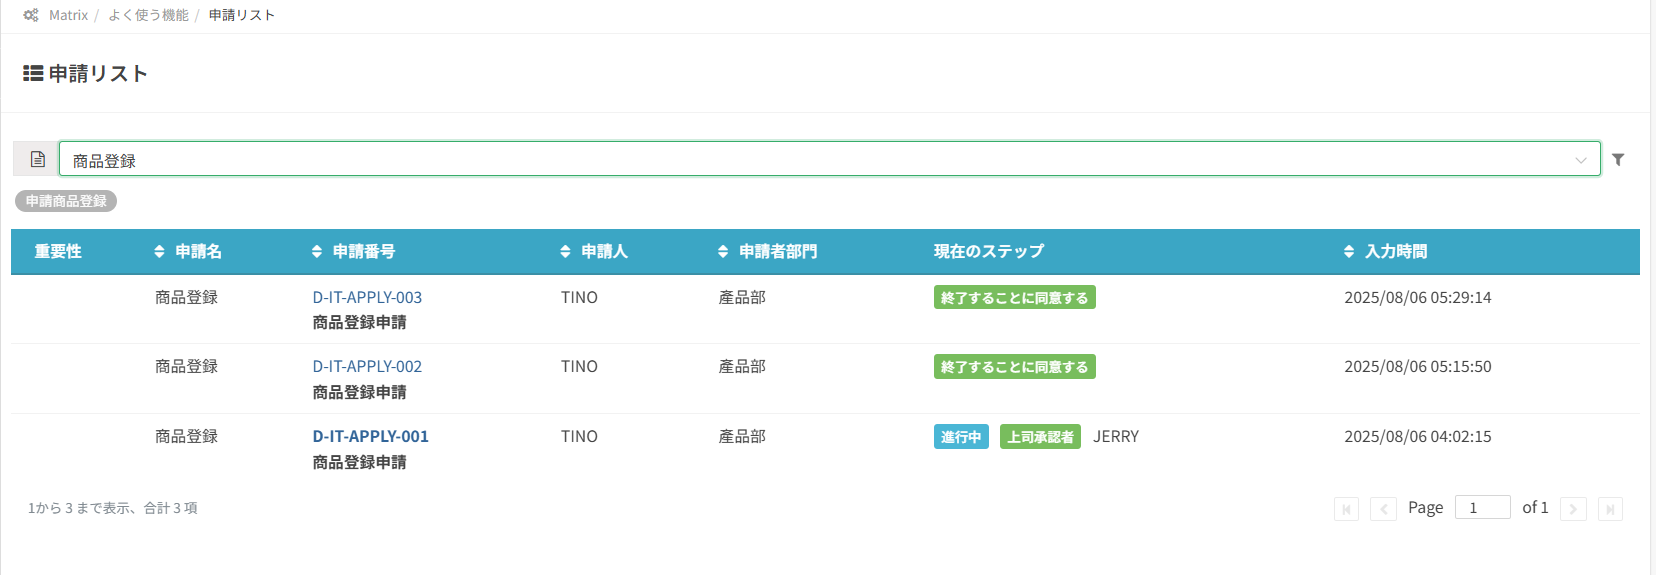 Matrix / よく使う機能 / 申請リスト
申請リスト
商品登録
申請商品登録
重要性 申請名 申請番号 申請人 申請者部門 現在のステップ 入力時間
商品登録 D-IT-APPLY-003 TINO 產品部 終了することに同意する 2025/08/06 05:29:14
商品登録申請
商品登録 D-IT-APPLY-002 TINO 產品部 終了することに同意する 2025/08/06 05:15:50
商品登録申請
商品登録 D-IT-APPLY-001 TINO 產品部 進行中 上司承認者 JERRY 2025/08/06 04:02:15
商品登録申請
1から 3 まで表示、合計 3 項 Page 1 of 1